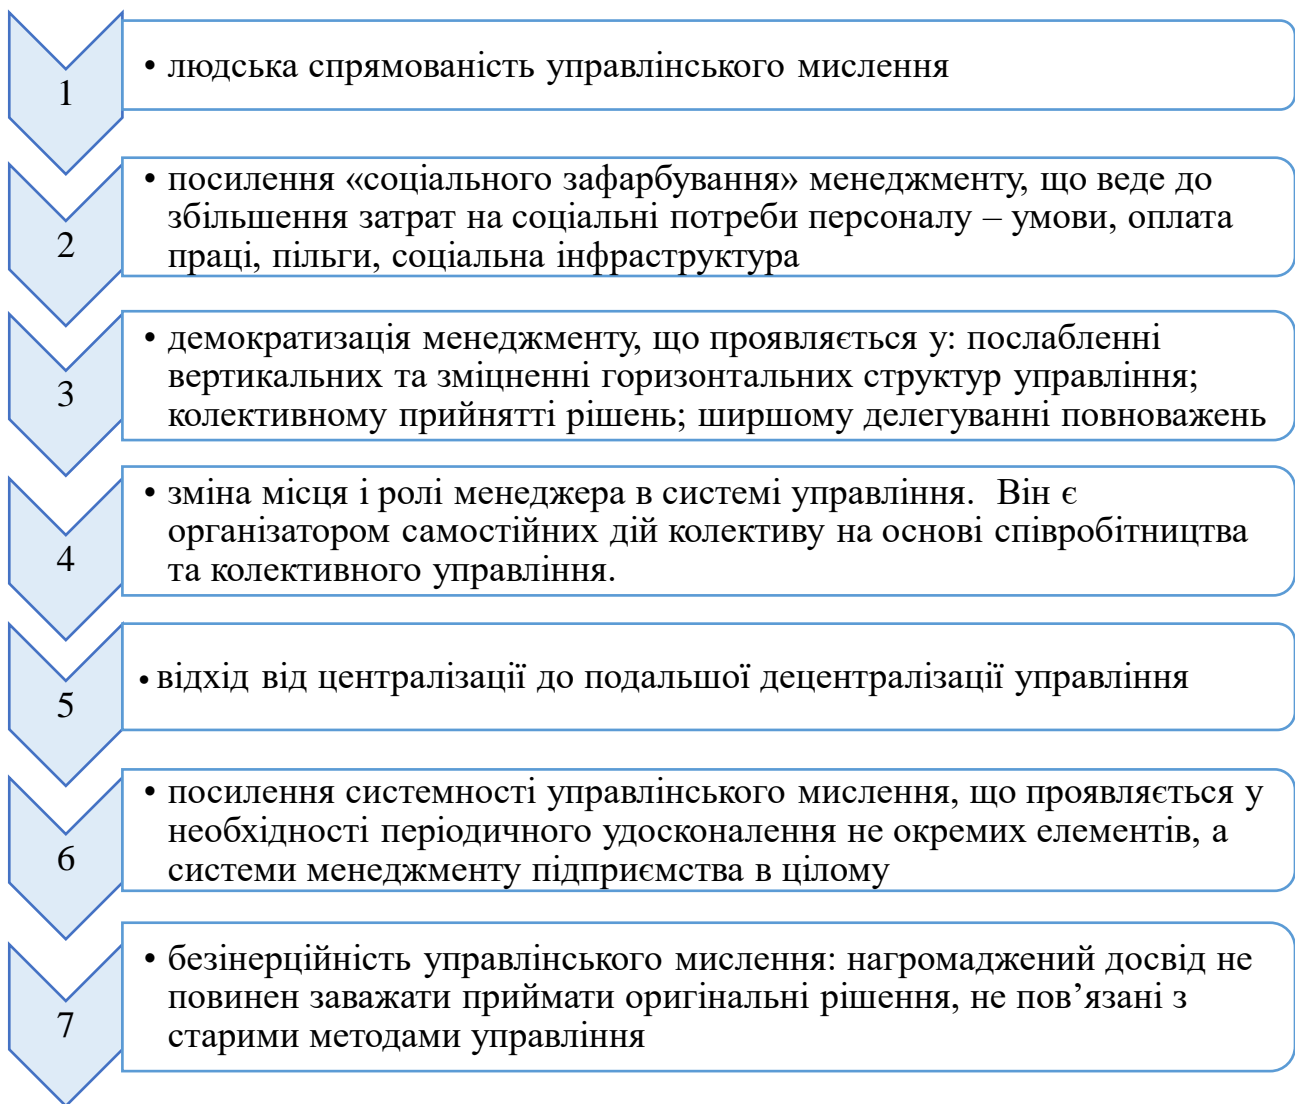 1
• людська спрямованість управлінського мислення
2
• посилення «соціального зафарбування» менеджменту, що веде до
збільшення затрат на соціальні потреби персоналу – умови, оплата
праці, пільги, соціальна інфраструктура
3
• демократизація менеджменту, що проявляється у: послабленні
вертикальних та зміцненні горизонтальних структур управління;
колективному прийнятті рішень; ширшому делегуванні повноважень
4
• зміна місця і ролі менеджера в системі управління. Він є
організатором самостійних дій колективу на основі співробітництва
та колективного управління.
5
• відхід від централізації до подальшої децентралізації управління
6
• посилення системності управлінського мислення, що проявляється у
необхідності періодичного удосконалення не окремих елементів, а
системи менеджменту підприємства в цілому
7
• безінерційність управлінського мислення: нагромаджений досвід не
повинен заважати приймати оригінальні рішення, не пов’язані з
старими методами управління